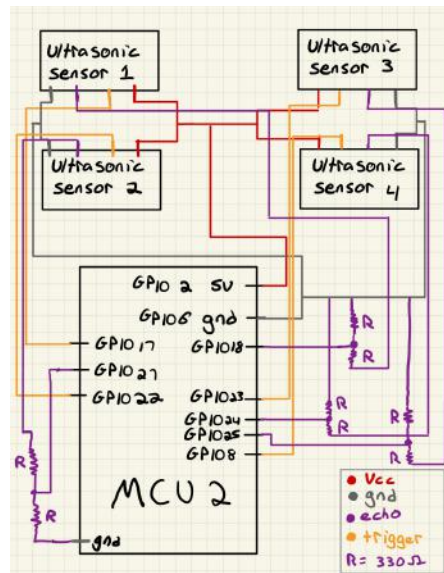 Ultrasonic
Sensor 1
Ultrasonic
Sensor 3
Ultrasonic
sensor 2
Ultrasonic
Sensor 4
GPIO 2 5V
GPIO6 gnd
GPIO17
GPIO18
GPIO27
GPIO22
GPIO23
GPIO24
GPIO25
GPIO8
MCU 2
gnd
R
R
R
R
R
R
R
R
Vcc
gnd
echo
trigger
R= 330Ω